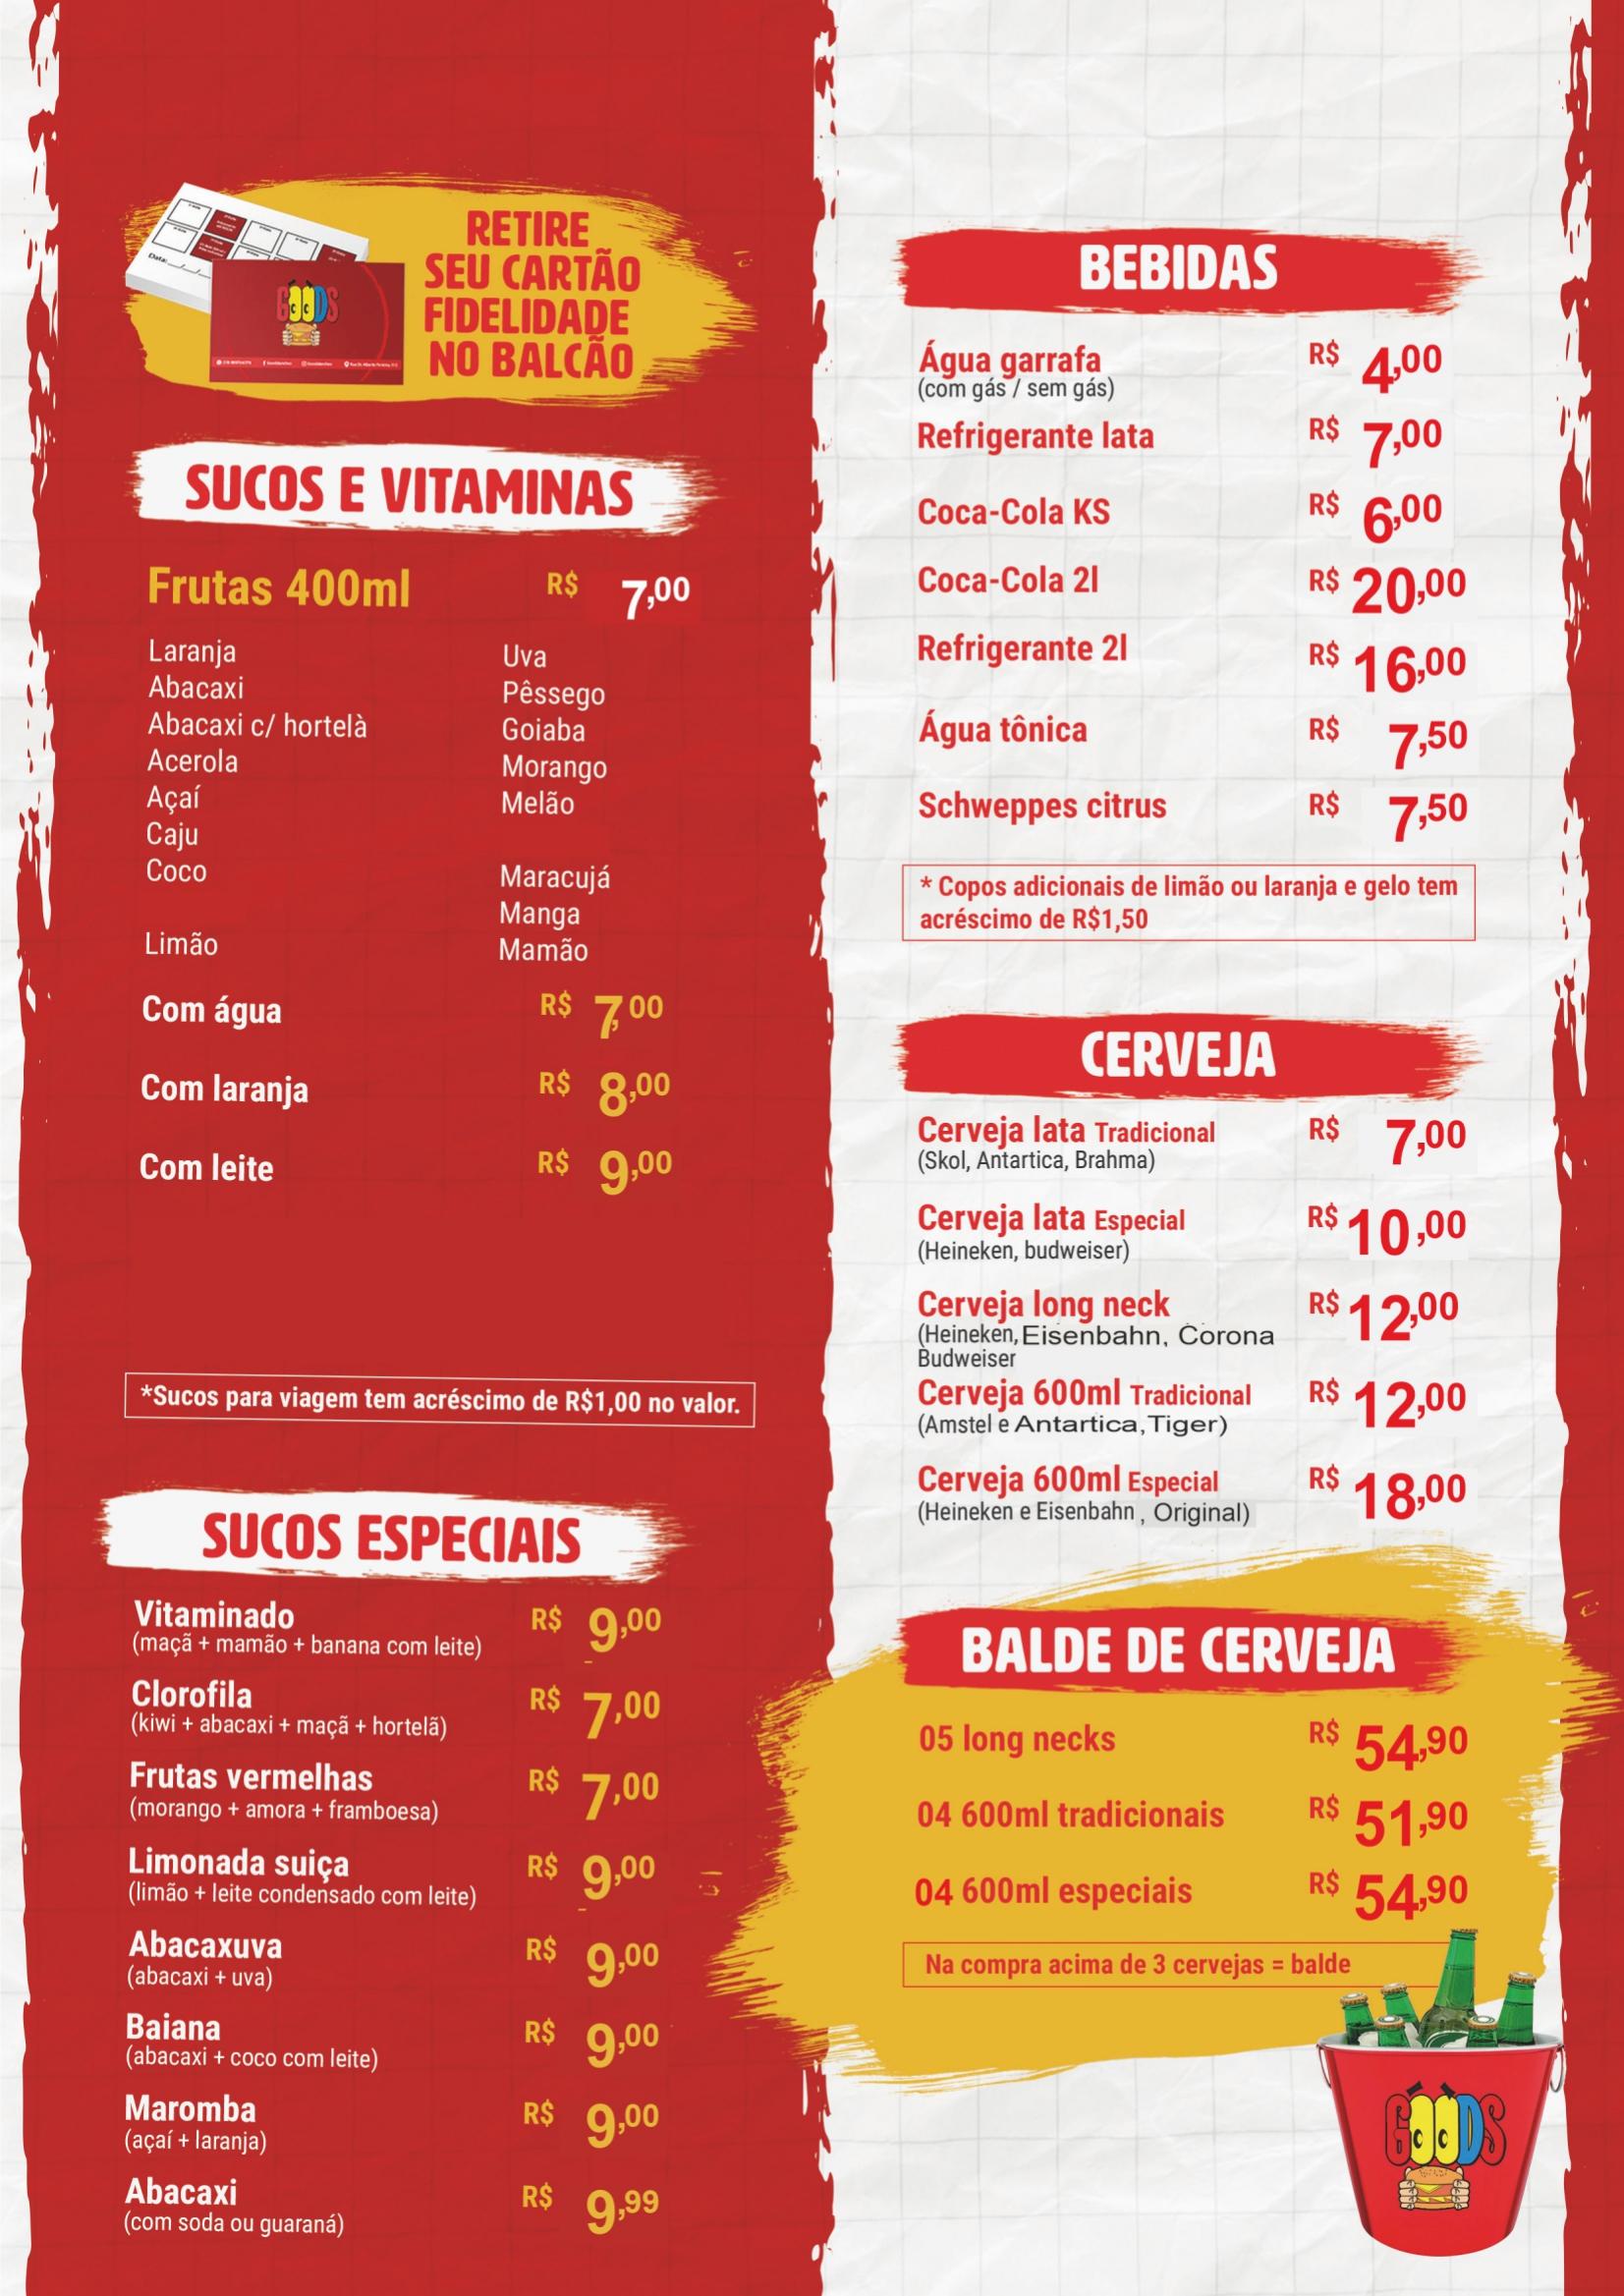 RETIRE
SEU CARTÃO
FIDELIDADE
NO BALCÃO
Data:
GOODS
SUCOS E VITAMINAS
Frutas 400ml R$ 7,00
Laranja
Abacaxi
Abacaxi c/ hortelà
Acerola
Açaí
Caju
Coco
Limão
Uva
Pêssego
Goiaba
Morango
Melão
Maracujá
Manga
Mamão
Com água R$ 7,00
Com laranja R$ 8,00
Com leite R$ 9,00
*Sucos para viagem tem acréscimo de R$1,00 no valor.
SUCOS ESPECIAIS
Vitaminado R$ 9,00
(maçã + mamão + banana com leite)
Clorofila R$ 7,00
(kiwi + abacaxi + maçã + hortelã)
Frutas vermelhas R$ 7,00
(morango + amora + framboesa)
Limonada suiça R$ 9,00
(limão + leite condensado com leite)
Abacaxuva R$ 9,00
(abacaxi + uva)
Baiana R$ 9,00
(abacaxi + coco com leite)
Maromba R$ 9,00
(açaí + laranja)
Abacaxi R$ 9,99
(com soda ou guaraná)
BEBIDAS
Água garrafa R$ 4,00
(com gás / sem gás)
Refrigerante lata R$ 7,00
Coca-Cola KS R$ 6,00
Coca-Cola 2l R$ 20,00
Refrigerante 2l R$ 16,00
Água tônica R$ 7,50
Schweppes citrus R$ 7,50
* Copos adicionais de limão ou laranja e gelo tem
acréscimo de R$1,50
CERVEJA
Cerveja lata Tradicional R$ 7,00
(Skol, Antartica, Brahma)
Cerveja lata Especial R$ 10,00
(Heineken, budweiser)
Cerveja long neck R$ 12,00
(Heineken, Eisenbahn, Corona
Budweiser
Cerveja 600ml Tradicional R$ 12,00
(Amstel e Antartica, Tiger)
Cerveja 600ml Especial R$ 18,00
(Heineken e Eisenbahn , Original)
BALDE DE CERVEJA
05 long necks R$ 54,90
04 600ml tradicionais R$ 51,90
04 600ml especiais R$ 54,90
Na compra acima de 3 cervejas = balde
GOODS